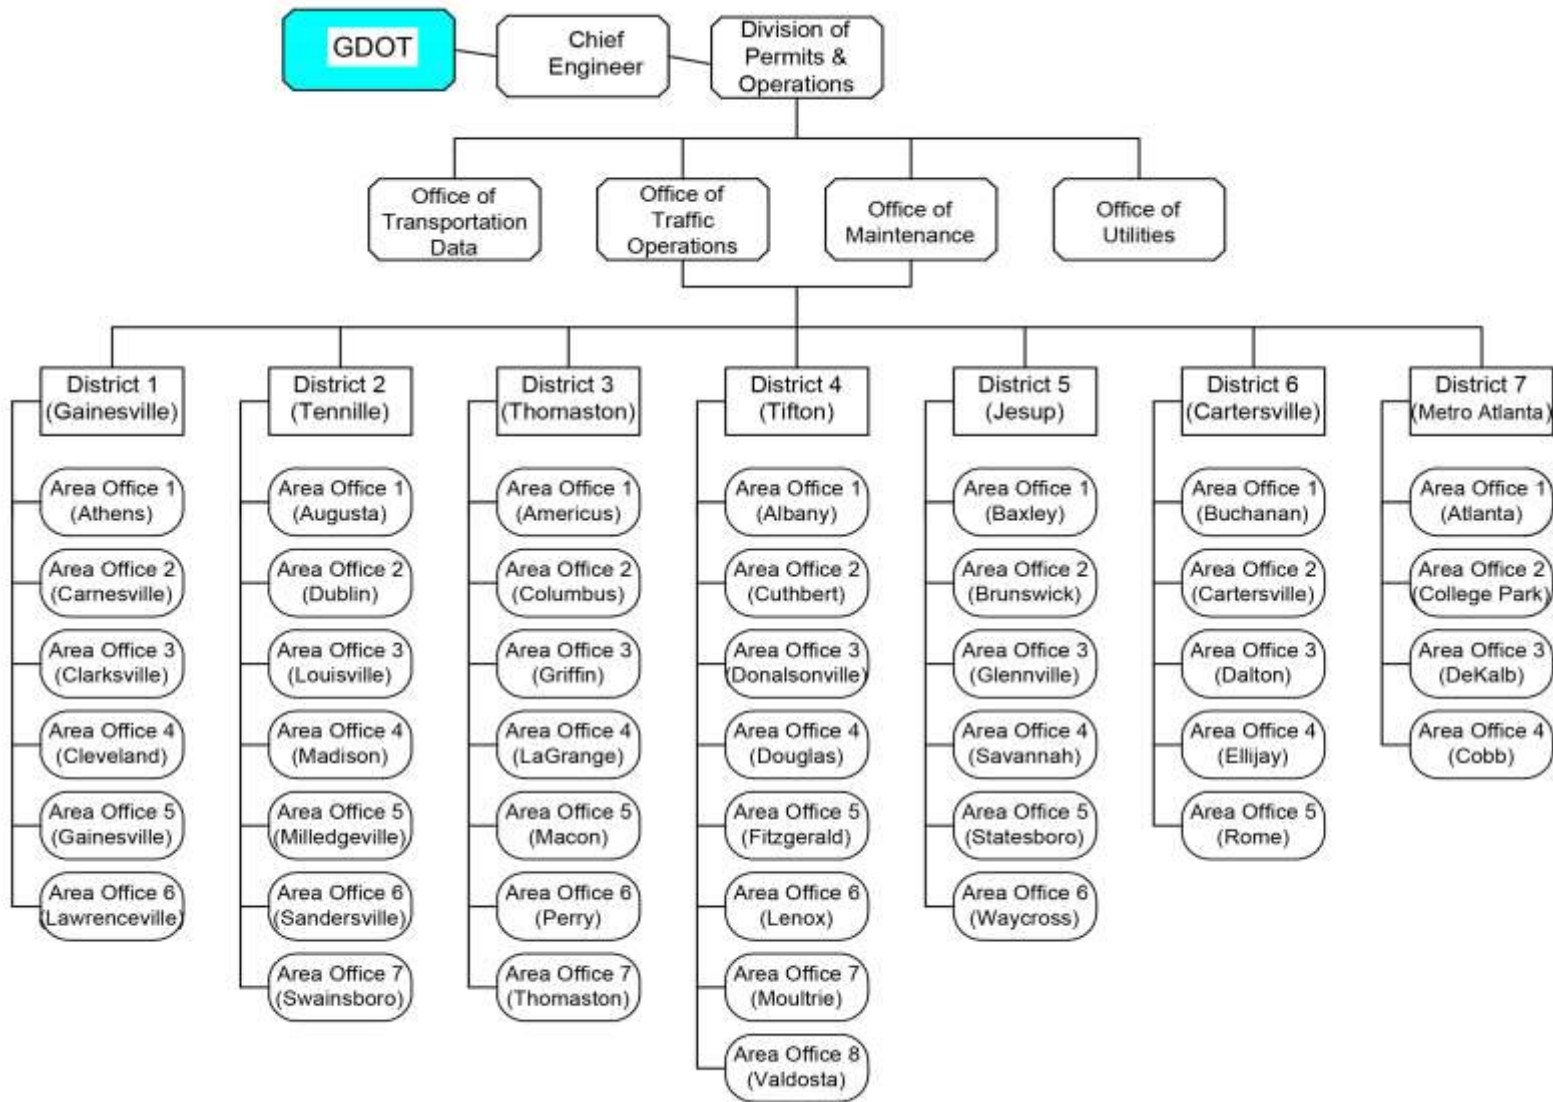 GDOT
Chief
Engineer
Division of
Permits &
Operations
Office of
Transportation
Data
Office of
Traffic
Operations
Office of
Maintenance
Office of
Utilities
District 1
(Gainesville)
Area Office 1
(Athens)
Area Office 2
(Carnesville)
Area Office 3
(Clarksville)
Area Office 4
(Cleveland)
Area Office 5
(Gainesville)
Area Office 6
(Lawrenceville)
District 2
(Tennille)
Area Office 1
(Augusta)
Area Office 2
(Dublin)
Area Office 3
(Louisville)
Area Office 4
(Madison)
Area Office 5
(Milledgeville)
Area Office 6
(Sandersville)
Area Office 7
(Swainsboro)
District 3
(Thomaston)
Area Office 1
(Americus)
Area Office 2
(Columbus)
Area Office 3
(Griffin)
Area Office 4
(LaGrange)
Area Office 5
(Macon)
Area Office 6
(Perry)
Area Office 7
(Thomaston)
District 4
(Tifton)
Area Office 1
(Albany)
Area Office 2
(Cuthbert)
Area Office 3
(Donalsonville)
Area Office 4
(Douglas)
Area Office 5
(Fitzgerald)
Area Office 6
(Lenox)
Area Office 7
(Moultrie)
Area Office 8
(Valdosta)
District 5
(Jesup)
Area Office 1
(Baxley)
Area Office 2
(Brunswick)
Area Office 3
(Glennville)
Area Office 4
(Savannah)
Area Office 5
(Statesboro)
Area Office 6
(Waycross)
District 6
(Cartersville)
Area Office 1
(Buchanan)
Area Office 2
(Cartersville)
Area Office 3
(Dalton)
Area Office 4
(Ellijay)
Area Office 5
(Rome)
District 7
(Metro Atlanta)
Area Office 1
(Atlanta)
Area Office 2
(College Park)
Area Office 3
(DeKalb)
Area Office 4
(Cobb)